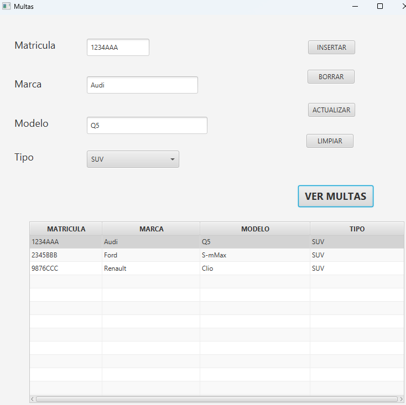 Multas
Matricula
1234AAA
INSERTAR
Marca
Audi
BORRAR
Modelo
Q5
ACTUALIZAR
Tipo
SUV
LIMPIAR
VER MULTAS
MATRICULA MARCA MODELO TIPO
1234AAA Audi Q5 SUV
2345BBB Ford S-mMax SUV
9876CCC Renault Clio SUV